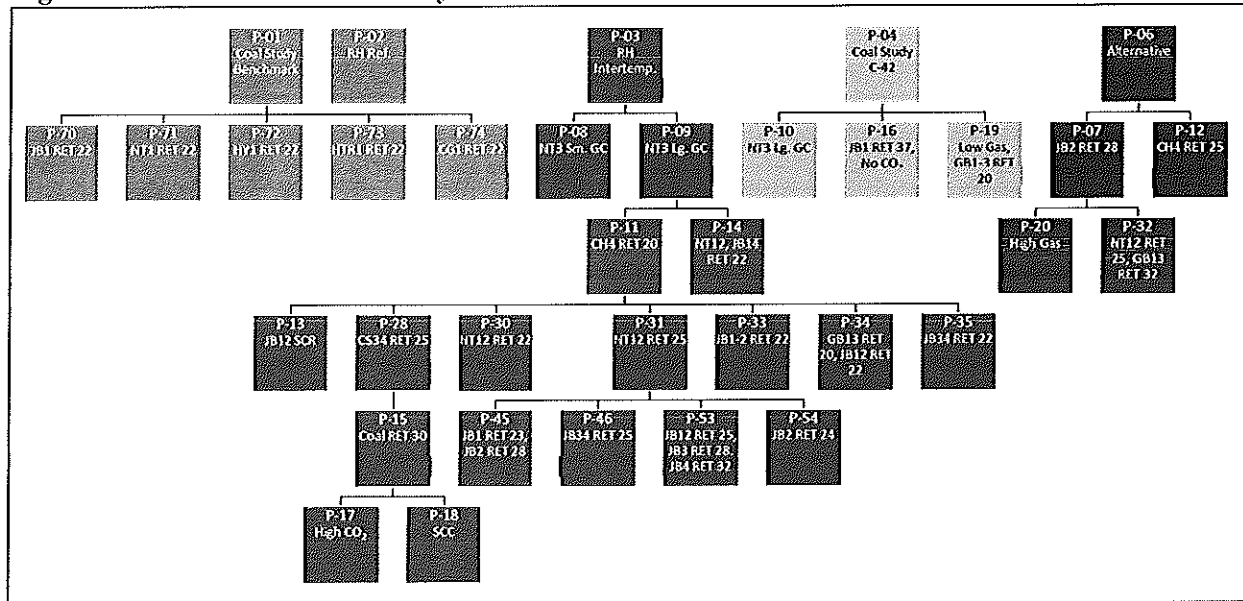 P-01
Coal Study
Benchmark
P-02
RH Ref.
P-03
RH
Intertemp.
P-04
Coal Study
C-42
P-06
Alternative
P-70
JB1 RET 22
P-71
NT1 RET 22
P-72
HY1 RET 22
P-73
HTR1 RET 22
P-74
CG1 RET 22
P-08
NT3 Sm. GC
P-09
NT3 Lg. GC
P-10
NT3 Lg. GC
P-16
JB1 RET 37,
No CO₂
P-19
Low Gas,
GB1-3 RET
20
P-07
JB2 RET 28
P-12
CH4 RET 25
P-11
CH4 RET 20
P-14
NT12, JB14
RET 22
P-20
High Gas
P-32
NT12 RET
25, GB13
RET 32
P-13
JB12 SCR
P-28
CS34 RET 25
P-30
NT12 RET 22
P-31
NT12 RET 25
P-33
JB1-2 RET 22
P-34
GB13 RET
20, JB12 RET
22
P-35
JB34 RET 22
P-15
Coal RET 30
P-45
JB1 RET 23,
JB2 RET 28
P-46
JB34 RET 25
P-53
JB12 RET 25,
JB3 RET 28,
JB4 RET 32
P-54
JB2 RET 24
P-17
High CO₂
P-18
SCC